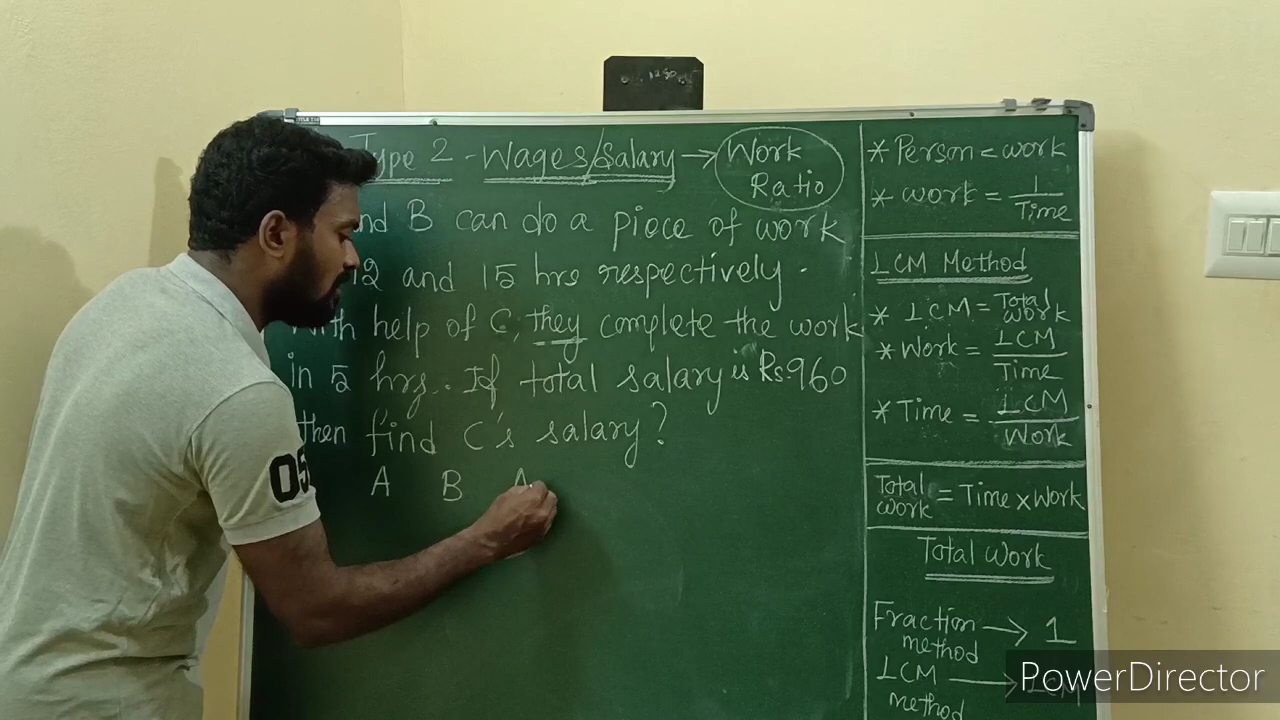 Type 2 - Wages/Salary → Work Ratio
nd B can do a piece of work
12 and 15 hrs respectively.
th help of C, they complete the work
in 5 hrs. If total salary is Rs.960
then find C's salary?
A B A
* Person < work
* work = 1/Time
LCM Method
* LCM = Total work
* Work = LCM/Time
* Time = LCM/Work
Total work = Time x Work
Total Work
Fraction method → 1
LCM method →
PowerDirector
05